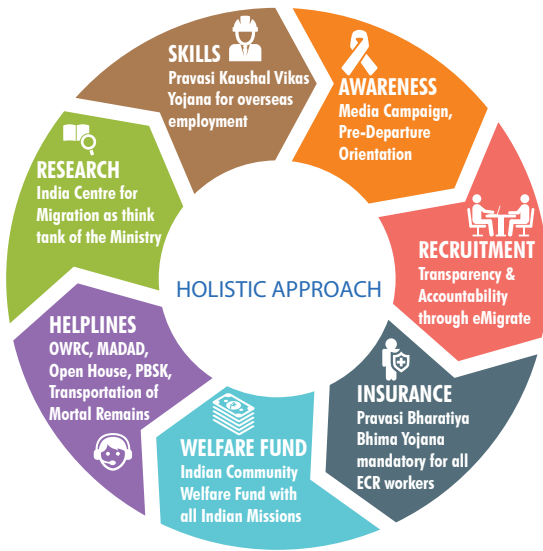 SKILLS
Pravasi Kaushal Vikas
Yojana for overseas
employment
AWARENESS
Media Campaign,
Pre-Departure
Orientation
RECRUITMENT
Transparency &
Accountability
through eMigrate
INSURANCE
Pravasi Bharatiya
Bhima Yojana
mandatory for all
ECR workers
WELFARE FUND
Indian Community
Welfare Fund with
all Indian Missions
HELPLINES
OWRC, MADAD,
Open House, PBSK,
Transportation of
Mortal Remains
RESEARCH
India Centre for
Migration as think
tank of the Ministry
HOLISTIC APPROACH